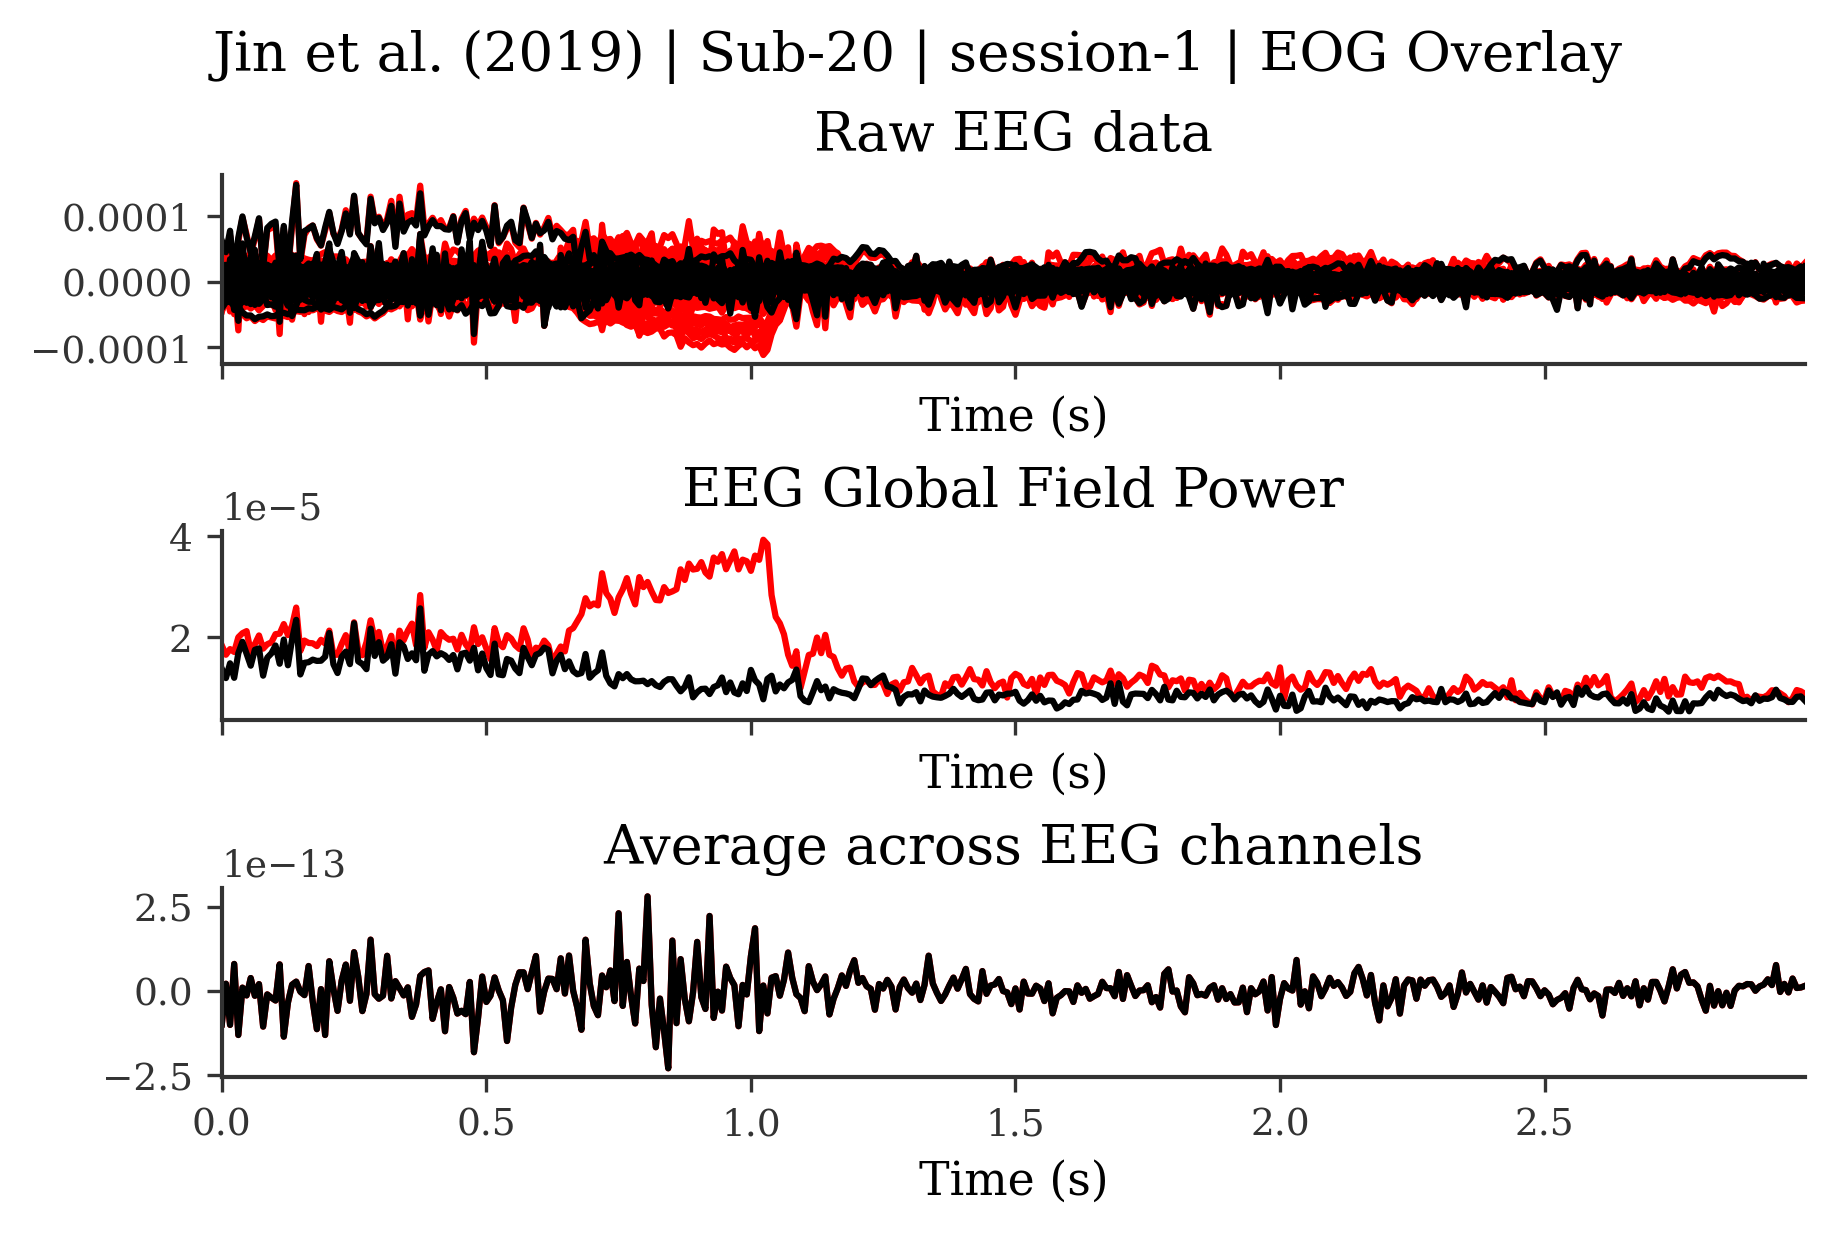 Jin et al. (2019) | Sub-20 | session-1 | EOG Overlay
Raw EEG data
0.0001
0.0000
−0.0001
Time (s)
EEG Global Field Power
1e−5
4
2
Time (s)
Average across EEG channels
1e−13
2.5
0.0
−2.5
0.0 0.5 1.0 1.5 2.0 2.5
Time (s)